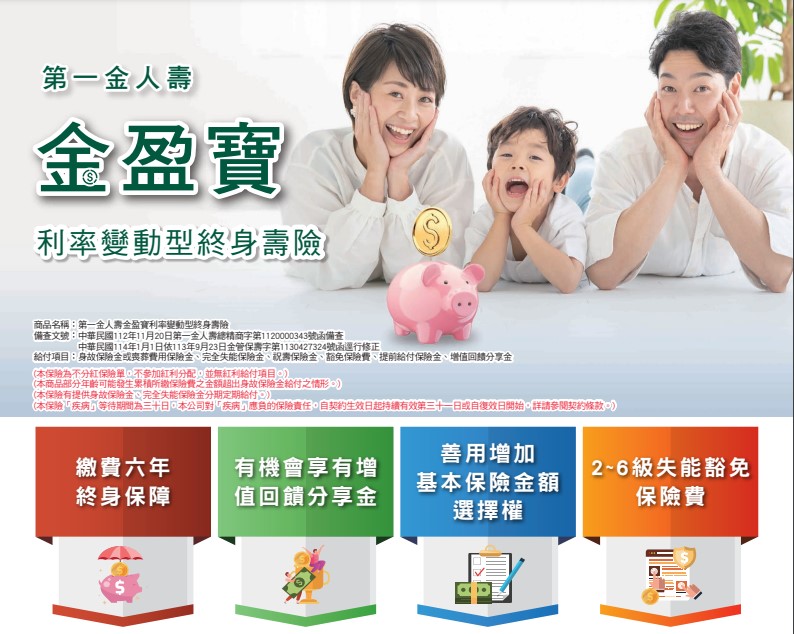 第一金人壽
金盈寶
利率變動型終身壽險
商品名稱：第一金人壽金盈寶利率變動型終身壽險
備查文號：中華民國112年11月20日第一金人壽總精商字第1120000343號函備查
中華民國114年1月1日依113年9月23日金管保壽字第1130427324號函逕行修正
給付項目：身故保險金或喪葬費用保險金、完全失能保險金、祝壽保險金、豁免保險費、提前給付保險金、增值回饋分享金
(本保險為不分紅保險單，不參加紅利分配，並無紅利給付項目。)
(本商品部分年齡可能發生累積所繳保險費之金額超出身故保險金給付之情形。)
(本保險有提供身故保險金、完全失能保險金分期定期給付。)
(本保險「疾病」等待期間為三十日，本公司對「疾病」應負的保險責任，自契約生效日起持續有效第三十一日或自復效日開始，詳請參閱契約條款。)
繳費六年
終身保障
有機會享有增
值回饋分享金
善用增加
基本保險金額
選擇權
2~6級失能豁免
保險費